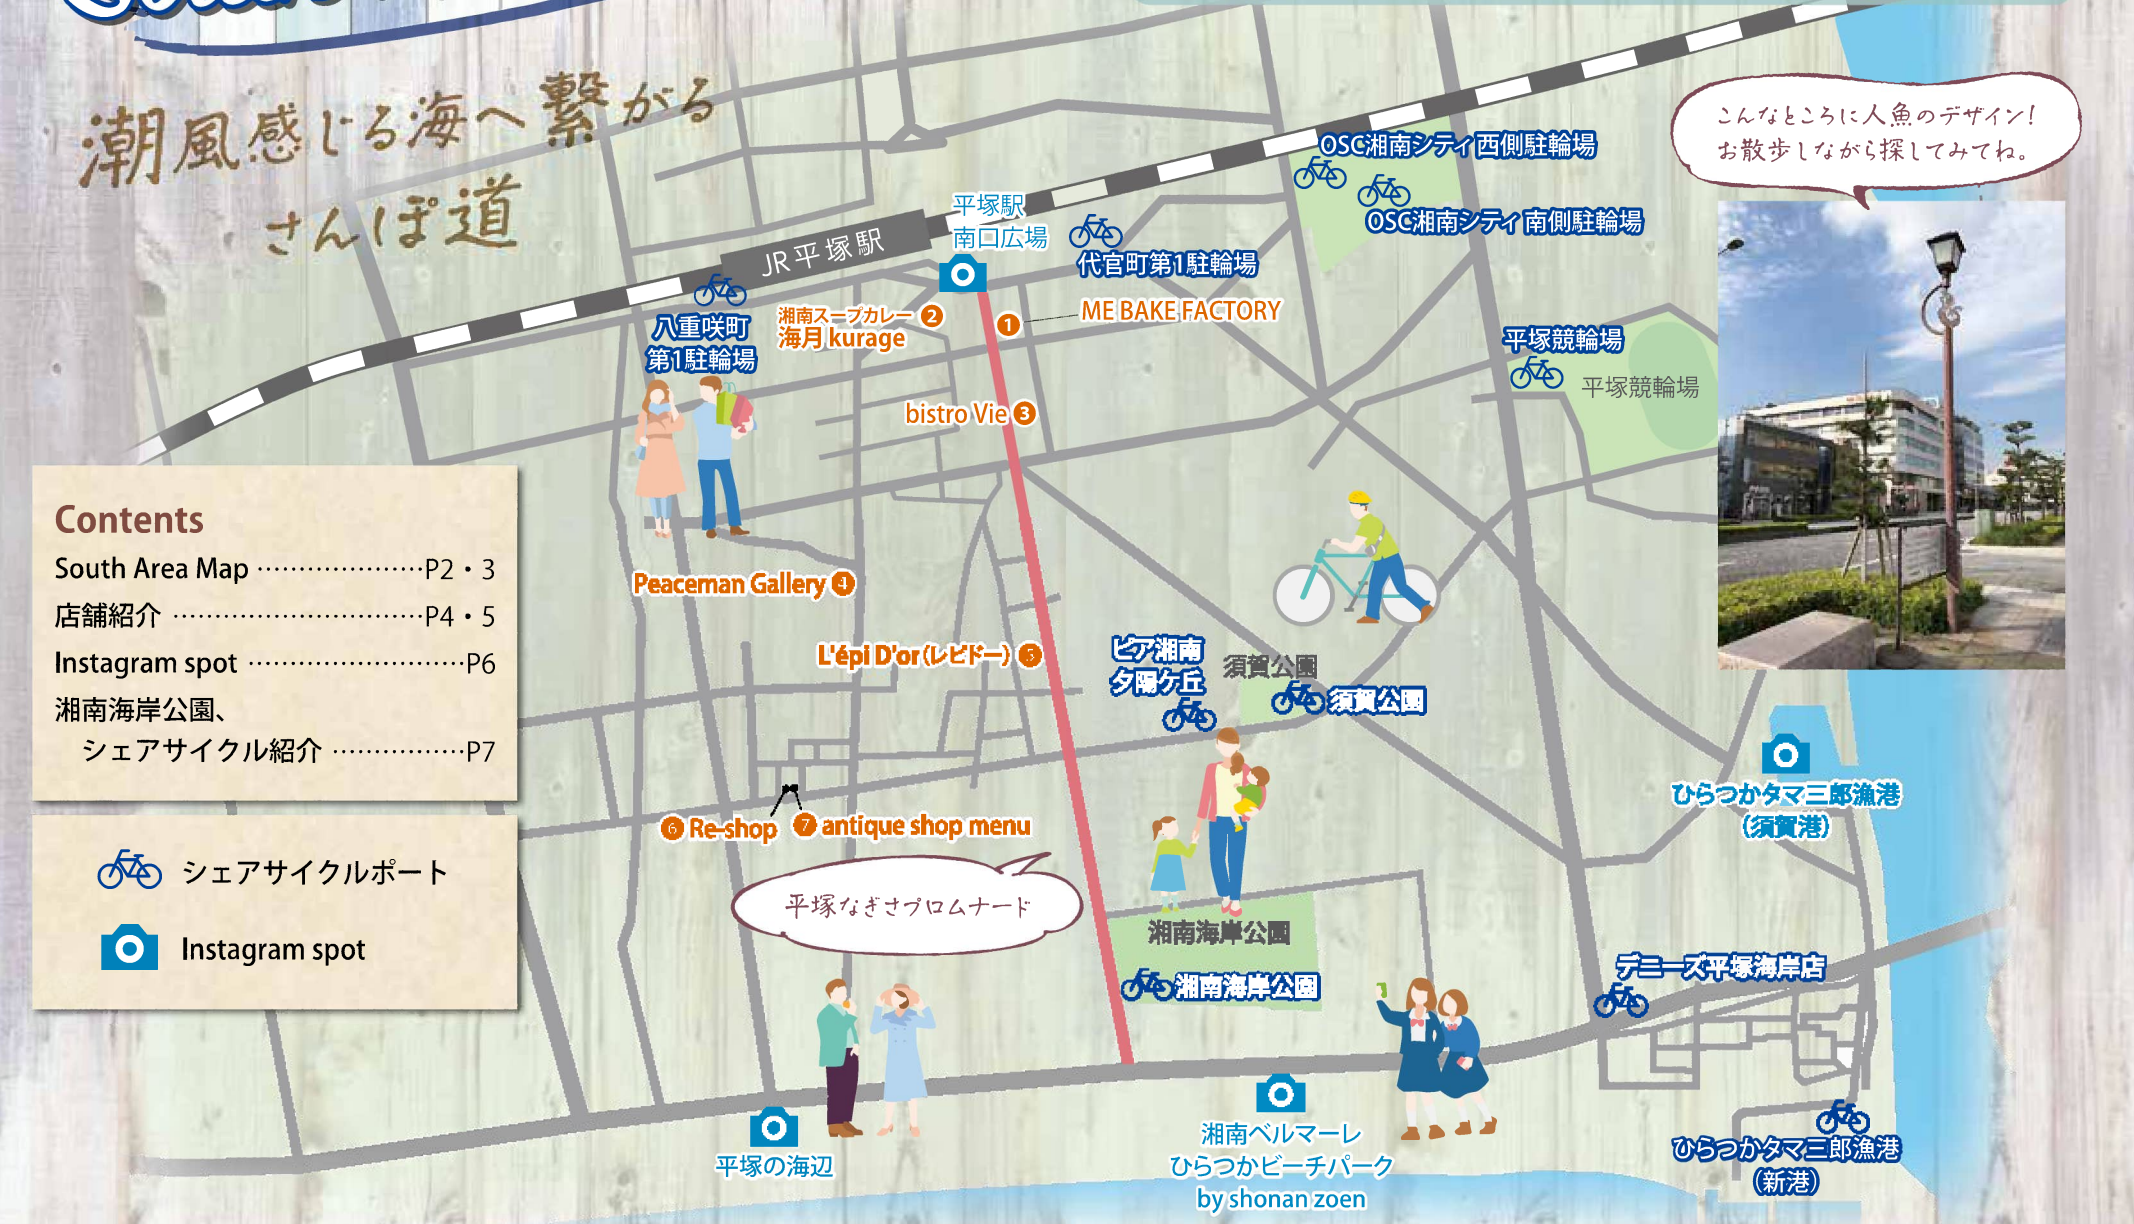 潮風感じる海へ繋がる
さんぽ道
こんなところに人魚のデザイン!
お散歩しながら探してみてね。
OSC湘南シティ西側駐輪場
OSC湘南シティ南側駐輪場
平塚駅
南口広場
JR平塚駅
代官町第1駐輪場
八重咲町
第1駐輪場
湘南スープカレー ❷
海月 kurage
❶ ME BAKE FACTORY
平塚競輪場
平塚競輪場
bistro Vie ❸
Contents
South Area Map ···················· P2・3
店舗紹介 ······························ P4・5
Instagram spot ·························· P6
湘南海岸公園、
シェアサイクル紹介 ················ P7
Peaceman Gallery ❹
L'épi D'or(レピドー) ❺
ピア湘南
夕陽ケ丘
須賀公園
須賀公園
ひらつかタマ三郎漁港
(須賀港)
❻ Re-shop
❼ antique shop menu
シェアサイクルポート
Instagram spot
平塚なぎさプロムナード
湘南海岸公園
湘南海岸公園
デニーズ平塚海岸店
平塚の海辺
湘南ベルマーレ
ひらつかビーチパーク
by shonan zoen
ひらつかタマ三郎漁港
(新港)